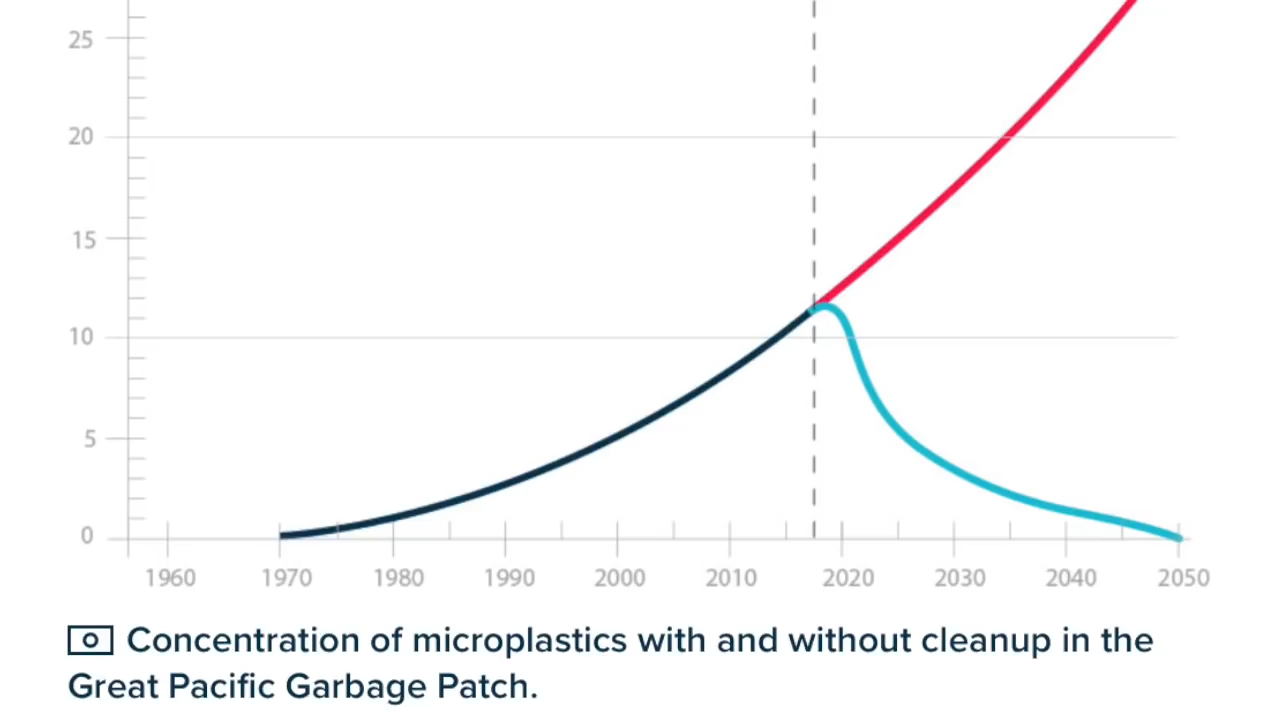 25
20
15
10
5
0
1960 1970 1980 1990 2000 2010 2020 2030 2040 2050
Concentration of microplastics with and without cleanup in the
Great Pacific Garbage Patch.